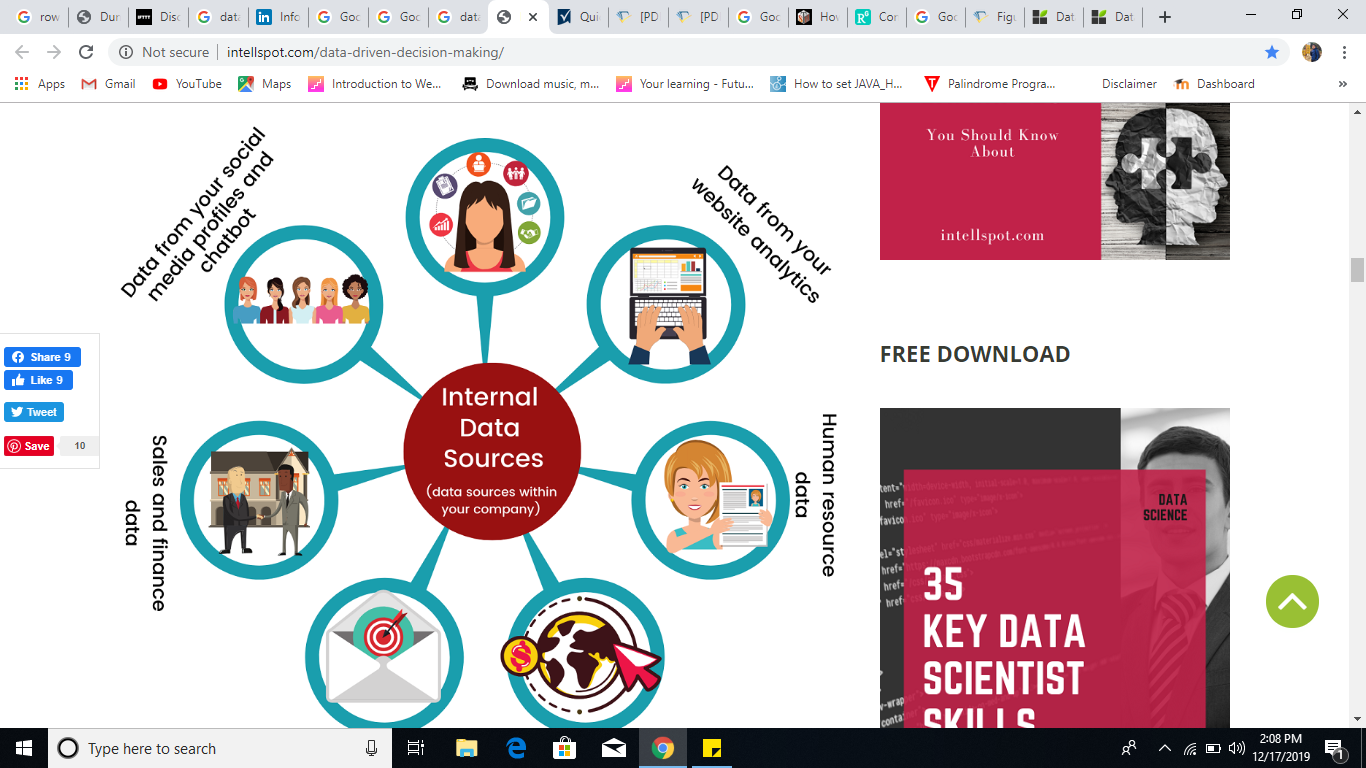 row
Dur
IFTTT
Disc
data
Info
Goo
Goc
data
Qui
[PD
[PD
Goo
Hov
Cor
Goo
Figu
Dat
Dat
Not secure
intellspot.com/data-driven-decision-making/
Apps
Gmail
YouTube
Maps
Introduction to We...
Download music, m...
Your learning - Futu...
How to set JAVA_H...
Palindrome Progra...
Disclaimer
Dashboard
»
Data from your social
media profiles and
chatbot
Data from your
website analytics
Internal
Data
Sources
(data sources within
your company)
Human resource
data
Sales and finance
data
$
Share 9
Like 9
Tweet
Save
10
You Should Know
About
intellspot.com
FREE DOWNLOAD
DATA
SCIENCE
35
KEY DATA
SCIENTIST
SKILLS
Type here to search
2:08 PM
12/17/2019
1